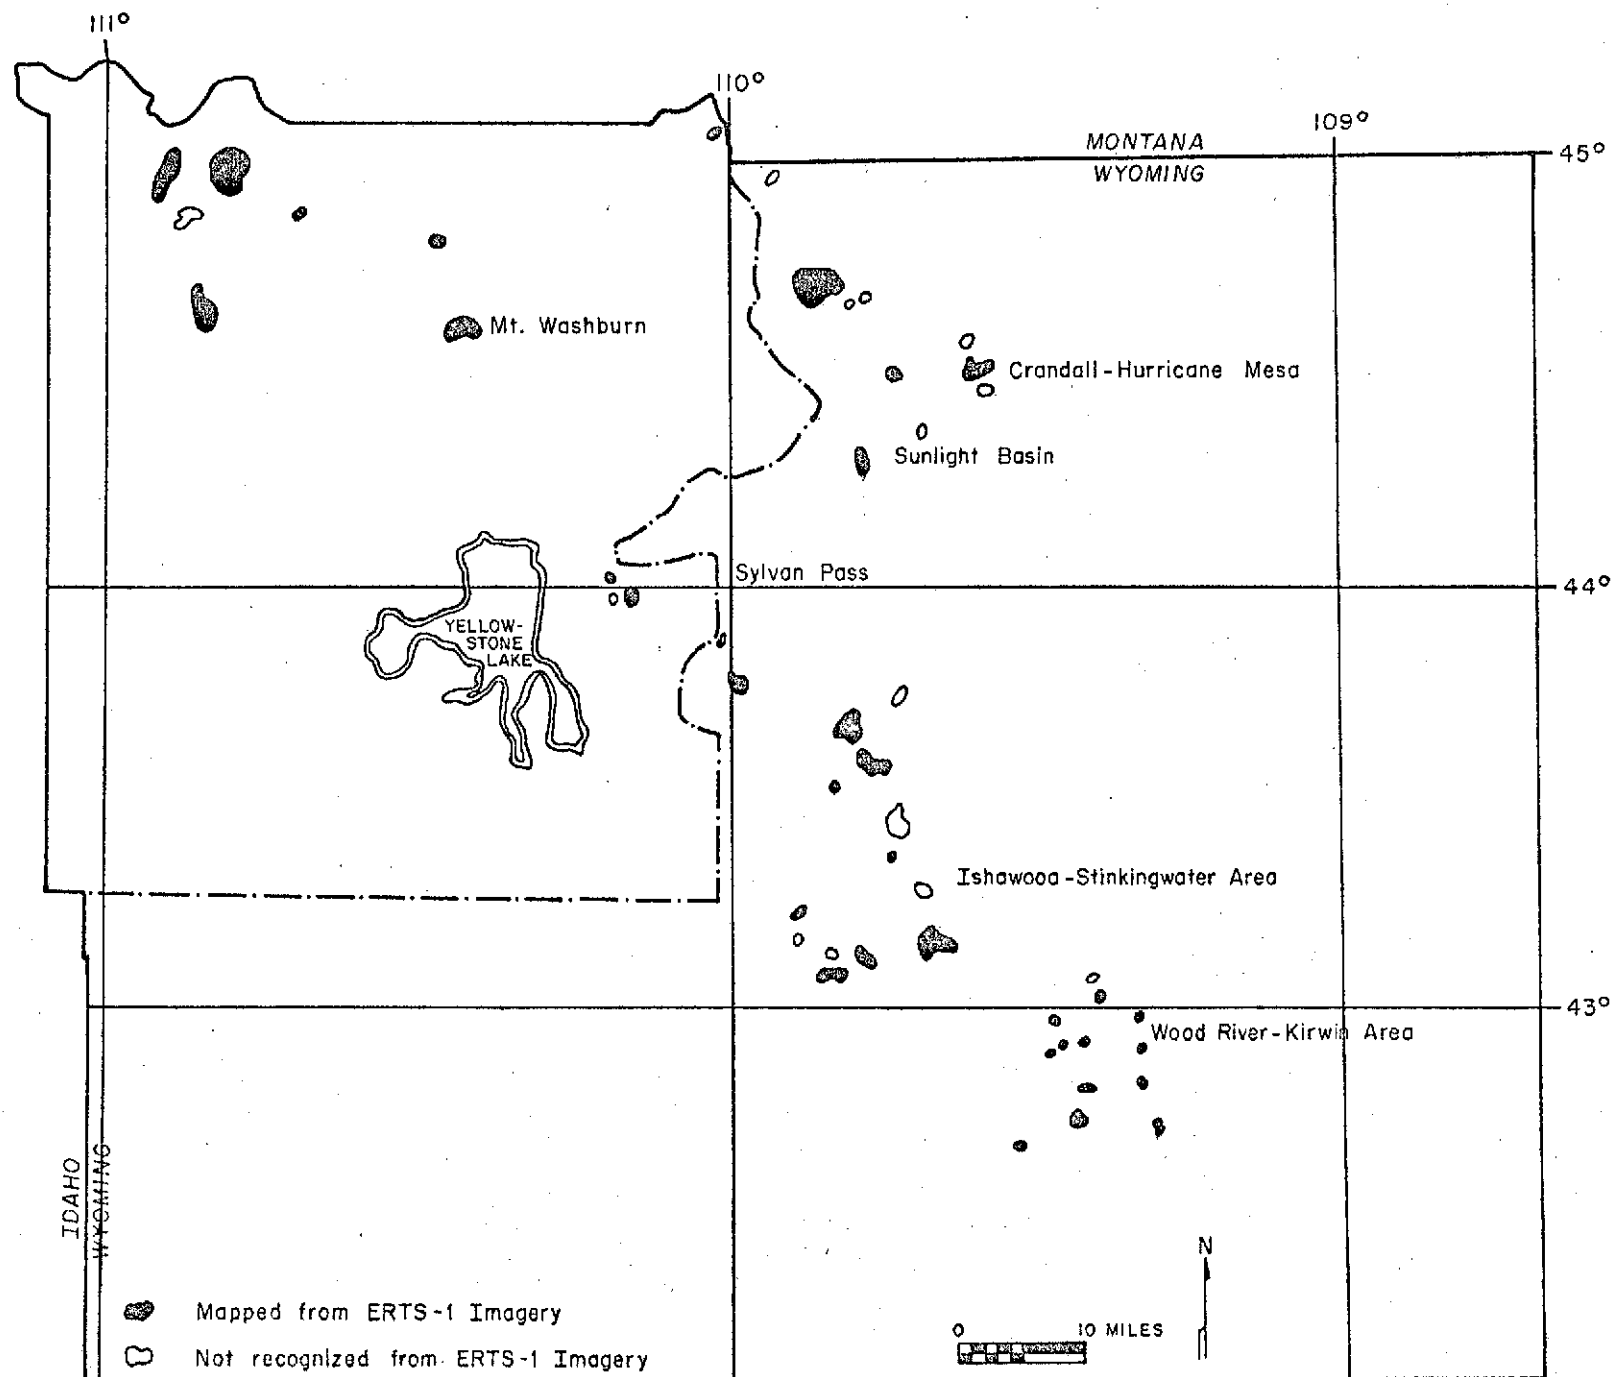 111°
110°
109°
MONTANA
45°
WYOMING
Mt. Washburn
Crandall-Hurricane Mesa
Sunlight Basin
Sylvan Pass
44°
YELLOW-
STONE
LAKE
Ishawooa-Stinkingwater Area
43°
Wood River-Kirwin Area
IDAHO
WYOMING
N
Mapped from ERTS-1 Imagery
0 10 MILES
Not recognized from ERTS-1 Imagery